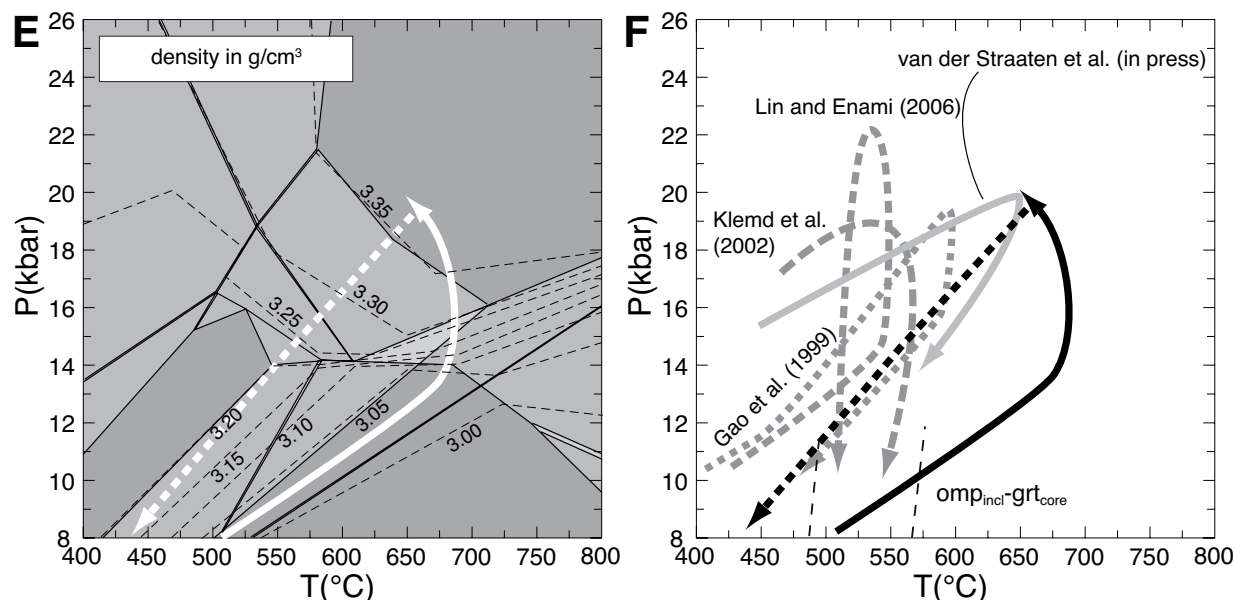 E
density in g/cm³
P(kbar)
26
24
22
20
18
16
14
12
10
8
3.35
3.30
3.25
3.20
3.15
3.10
3.05
3.00
400 450 500 550 600 650 700 750 800
T(°C)
F
van der Straaten et al. (in press)
Lin and Enami (2006)
Klemd et al.
(2002)
Gao et al. (1999)
omp incl-grt core
P(kbar)
26
24
22
20
18
16
14
12
10
8
400 450 500 550 600 650 700 750 800
T(°C)